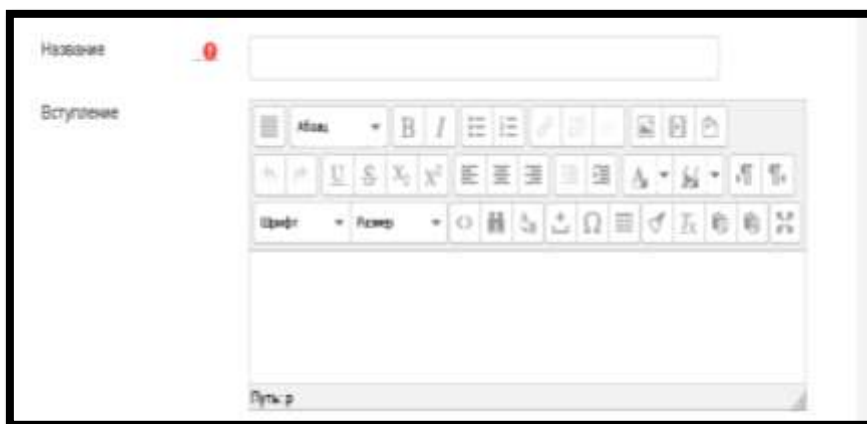 Название
Вступление
Абзац
Шрифт Размер
Путь: p